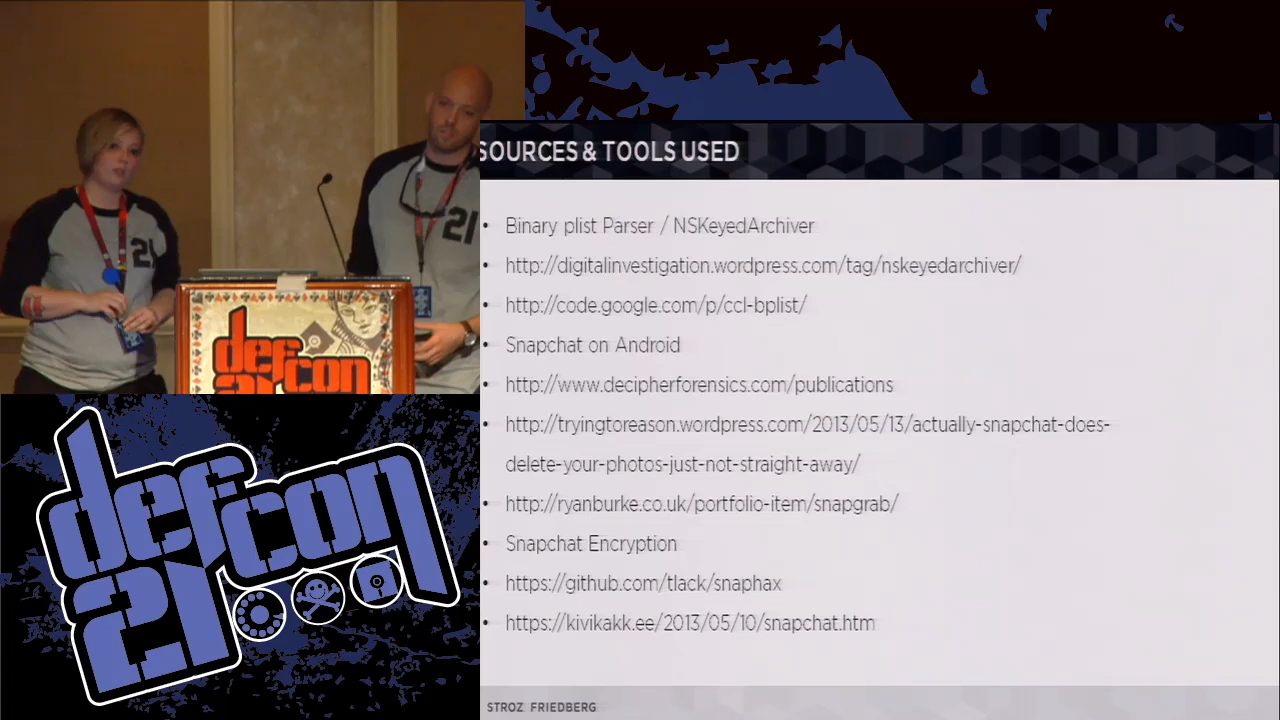 21
21
defcon
SOURCES & TOOLS USED
• Binary plist Parser / NSKeyedArchiver
• http://digitalinvestigation.wordpress.com/tag/nskeyedarchiver/
• http://code.google.com/p/ccl-bplist/
• Snapchat on Android
• http://www.decipherforensics.com/publications
• http://tryingtoreason.wordpress.com/2013/05/13/actually-snapchat-does-
delete-your-photos-just-not-straight-away/
• http://ryanburke.co.uk/portfolio-item/snapgrab/
• Snapchat Encryption
• https://github.com/tlack/snaphax
• https://kivikakk.ee/2013/05/10/snapchat.htm
STROZ FRIEDBERG
defcon
21